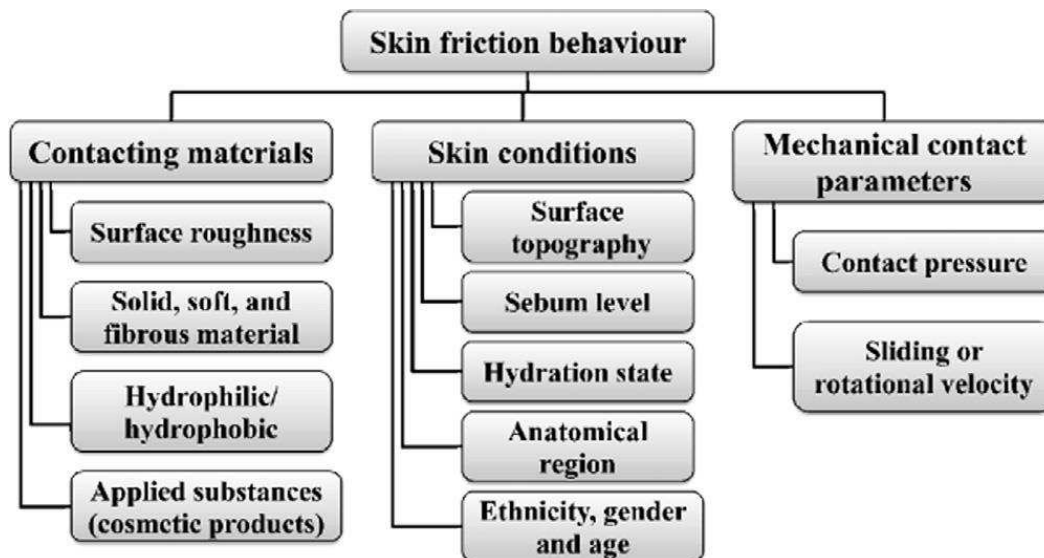 Skin friction behaviour
Contacting materials
Surface roughness
Solid, soft, and
fibrous material
Hydrophilic/
hydrophobic
Applied substances
(cosmetic products)
Skin conditions
Surface
topography
Sebum level
Hydration state
Anatomical
region
Ethnicity, gender
and age
Mechanical contact
parameters
Contact pressure
Sliding or
rotational velocity